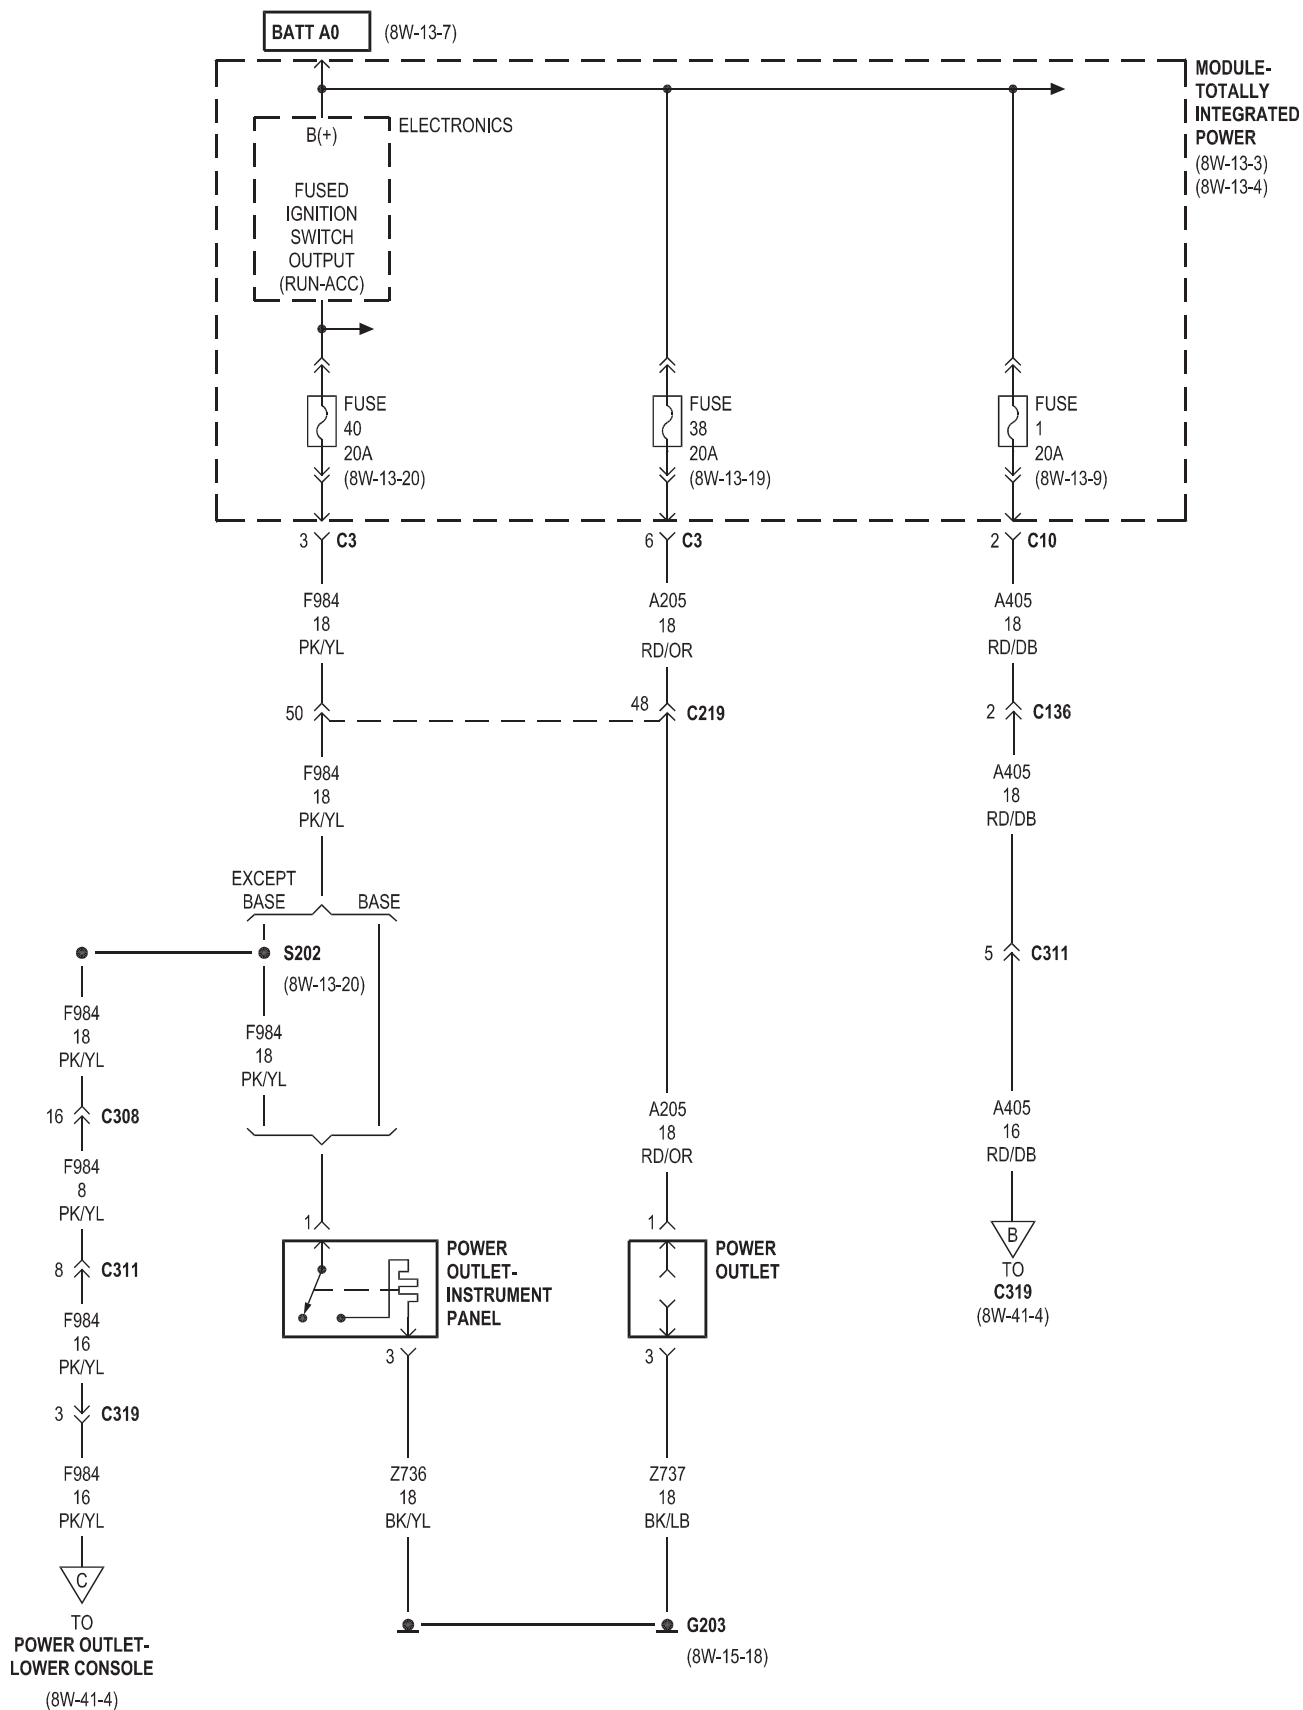 BATT A0
(8W-13-7)
MODULE-
TOTALLY
INTEGRATED
POWER
(8W-13-3)
(8W-13-4)
ELECTRONICS
B(+)
FUSED
IGNITION
SWITCH
OUTPUT
(RUN-ACC)
FUSE
40
20A
(8W-13-20)
FUSE
38
20A
(8W-13-19)
FUSE
1
20A
(8W-13-9)
3
C3
6
C3
2
C10
F984
18
PK/YL
A205
18
RD/OR
A405
18
RD/DB
50
48
C219
2
C136
F984
18
PK/YL
A405
18
RD/DB
EXCEPT
BASE
BASE
S202
(8W-13-20)
5
C311
F984
18
PK/YL
F984
18
PK/YL
16
C308
A205
18
RD/OR
A405
16
RD/DB
F984
8
PK/YL
1
1
B
TO
C319
(8W-41-4)
8
C311
POWER
OUTLET-
INSTRUMENT
PANEL
POWER
OUTLET
F984
16
PK/YL
3
3
3
C319
F984
16
PK/YL
Z736
18
BK/YL
Z737
18
BK/LB
C
TO
POWER OUTLET-
LOWER CONSOLE
(8W-41-4)
G203
(8W-15-18)